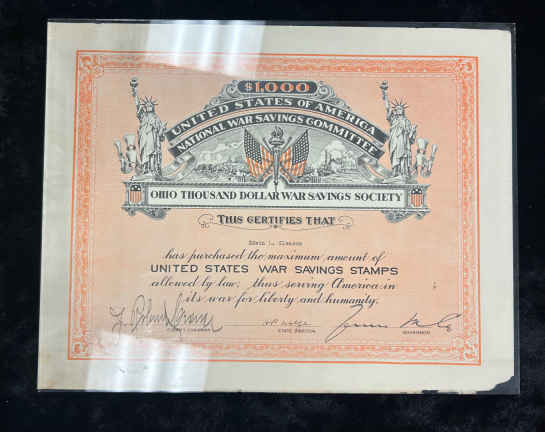 $1,000
UNITED STATES OF AMERICA
NATIONAL WAR SAVINGS COMMITTEE
OHIO THOUSAND DOLLAR WAR SAVINGS SOCIETY
THIS CERTIFIES THAT
has purchased the maximum amount of
UNITED STATES WAR SAVINGS STAMPS
allowed by law, thus serving America in
its war for liberty and humanity.
STATE DIRECTOR
GOVERNOR